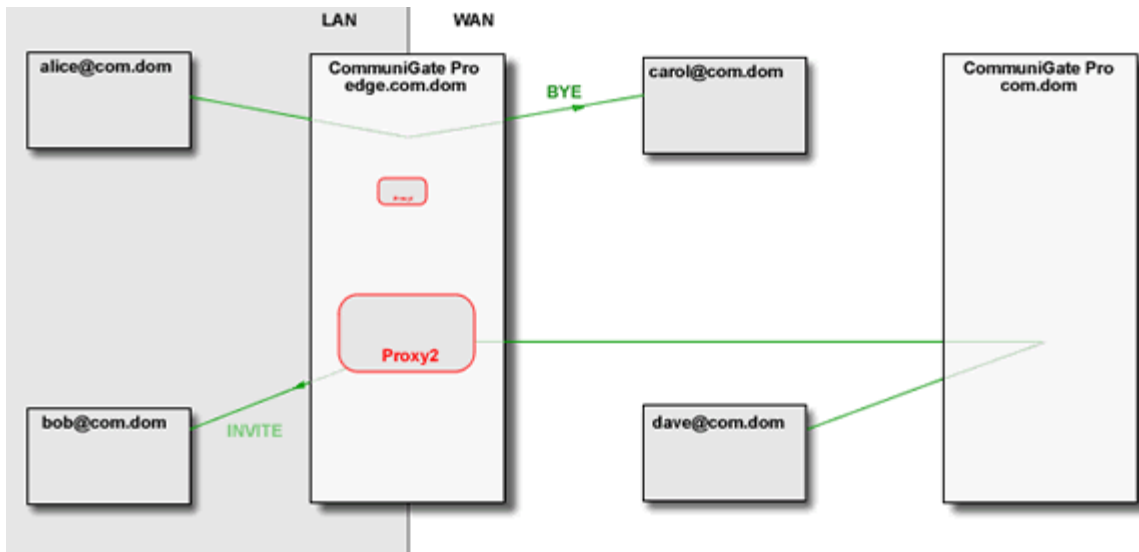 LAN
WAN
alice@com.dom
CommuniGate Pro
edge.com.dom
carol@com.dom
CommuniGate Pro
com.dom
BYE
Proxy2
bob@com.dom
INVITE
dave@com.dom